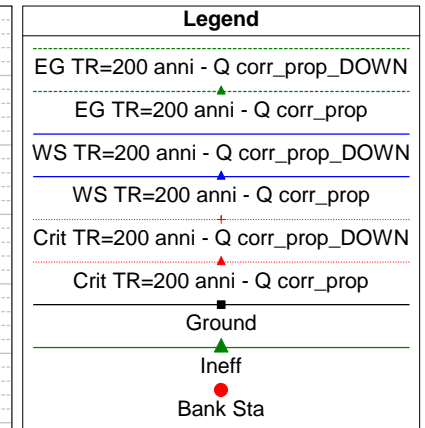 Legend
EG TR=200 anni - Q corr_prop_DOWN
EG TR=200 anni - Q corr_prop
WS TR=200 anni - Q corr_prop_DOWN
WS TR=200 anni - Q corr_prop
Crit TR=200 anni - Q corr_prop_DOWN
Crit TR=200 anni - Q corr_prop
Ground
Ineff
Bank Sta